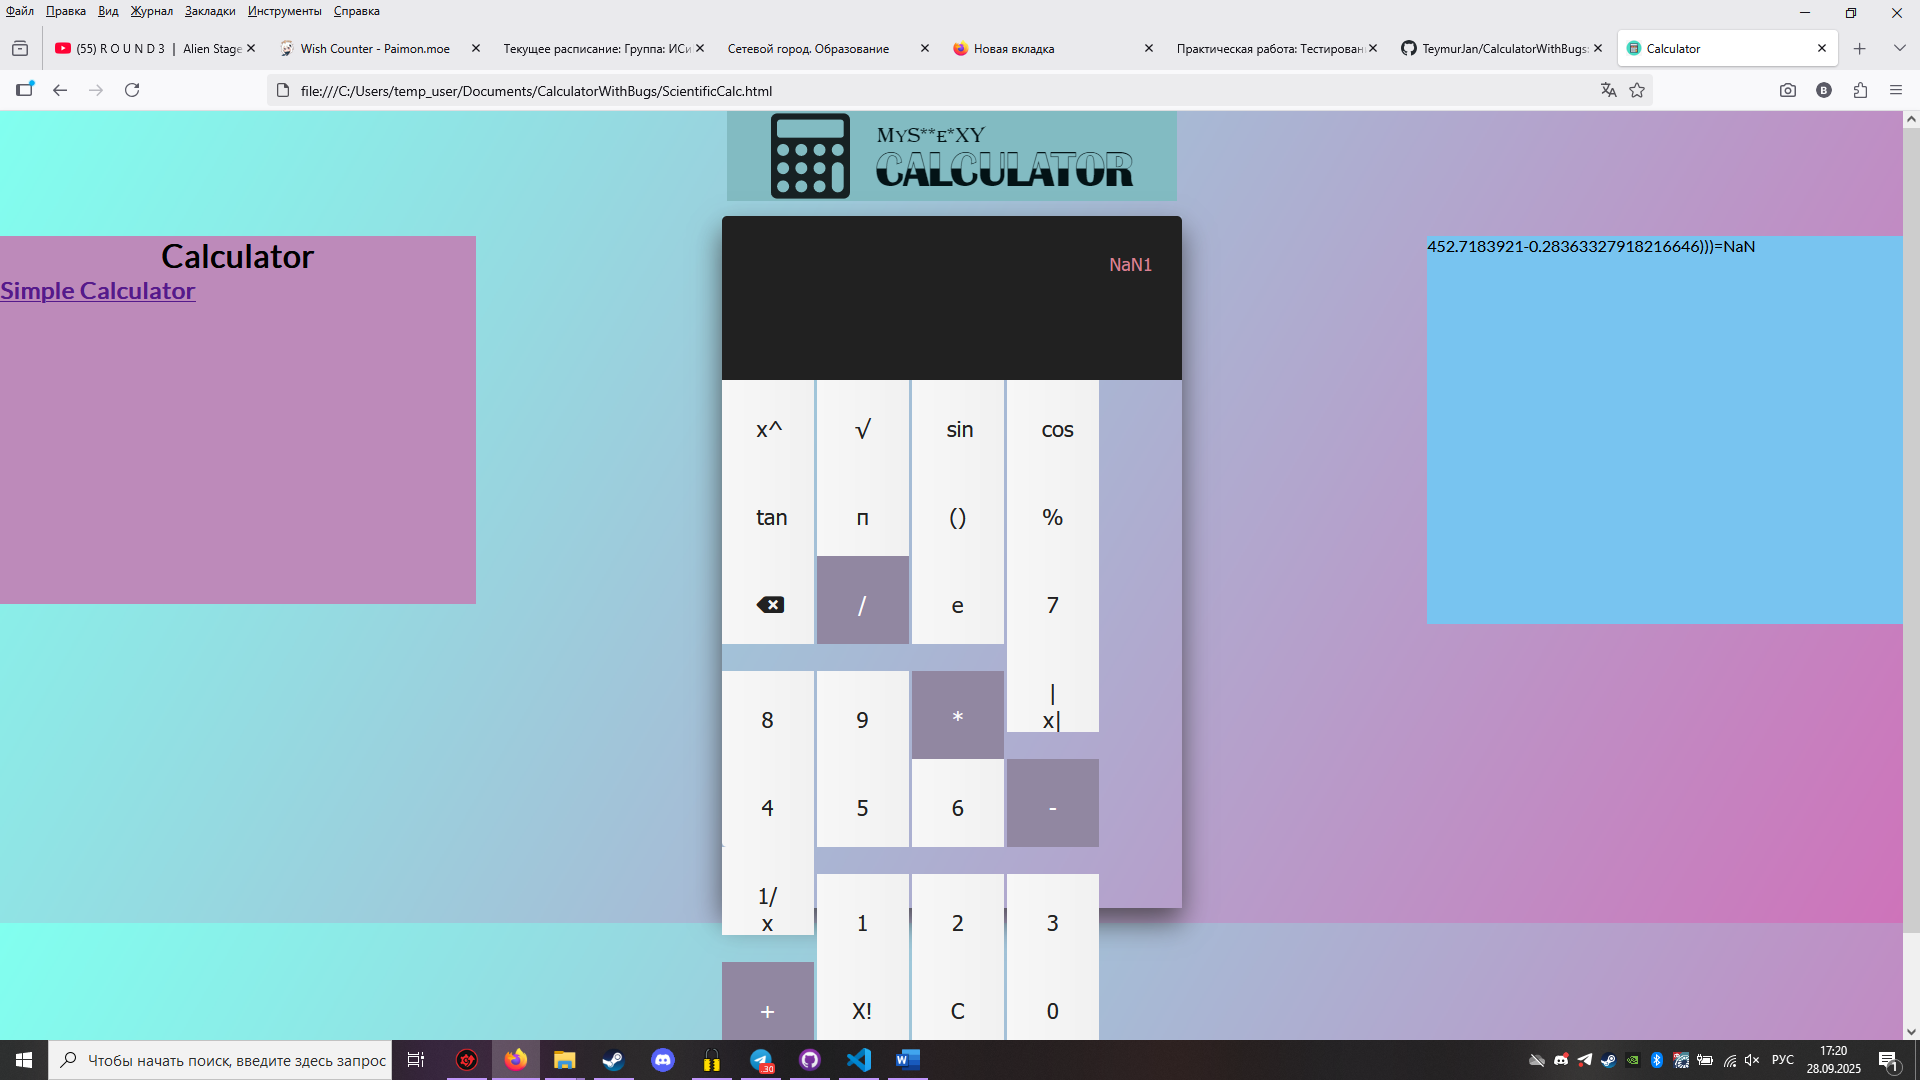 Файл Правка Вид Журнал Закладки Инструменты Справка
(55) R O U N D 3 | Alien Stage
Wish Counter - Paimon.moe
Текущее расписание: Группа: ИСи
Сетевой город. Образование
Новая вкладка
Практическая работа: Тестирован
TeymurJan/CalculatorWithBugs:
Calculator
file:///C:/Users/temp_user/Documents/CalculatorWithBugs/ScientificCalc.html
B
MyS**e*XY
CALCULATOR
Calculator
Simple Calculator
NaN1
452.7183921-0.28363327918216646)))=NaN
x^ √ sin cos
tan п () %
/ e 7
|
x|
8 9 *
4 5 6 -
1/
x
1 2 3
+ X! C 0
Чтобы начать поиск, введите здесь запрос
30
РУС
17:20
28.09.2025
1